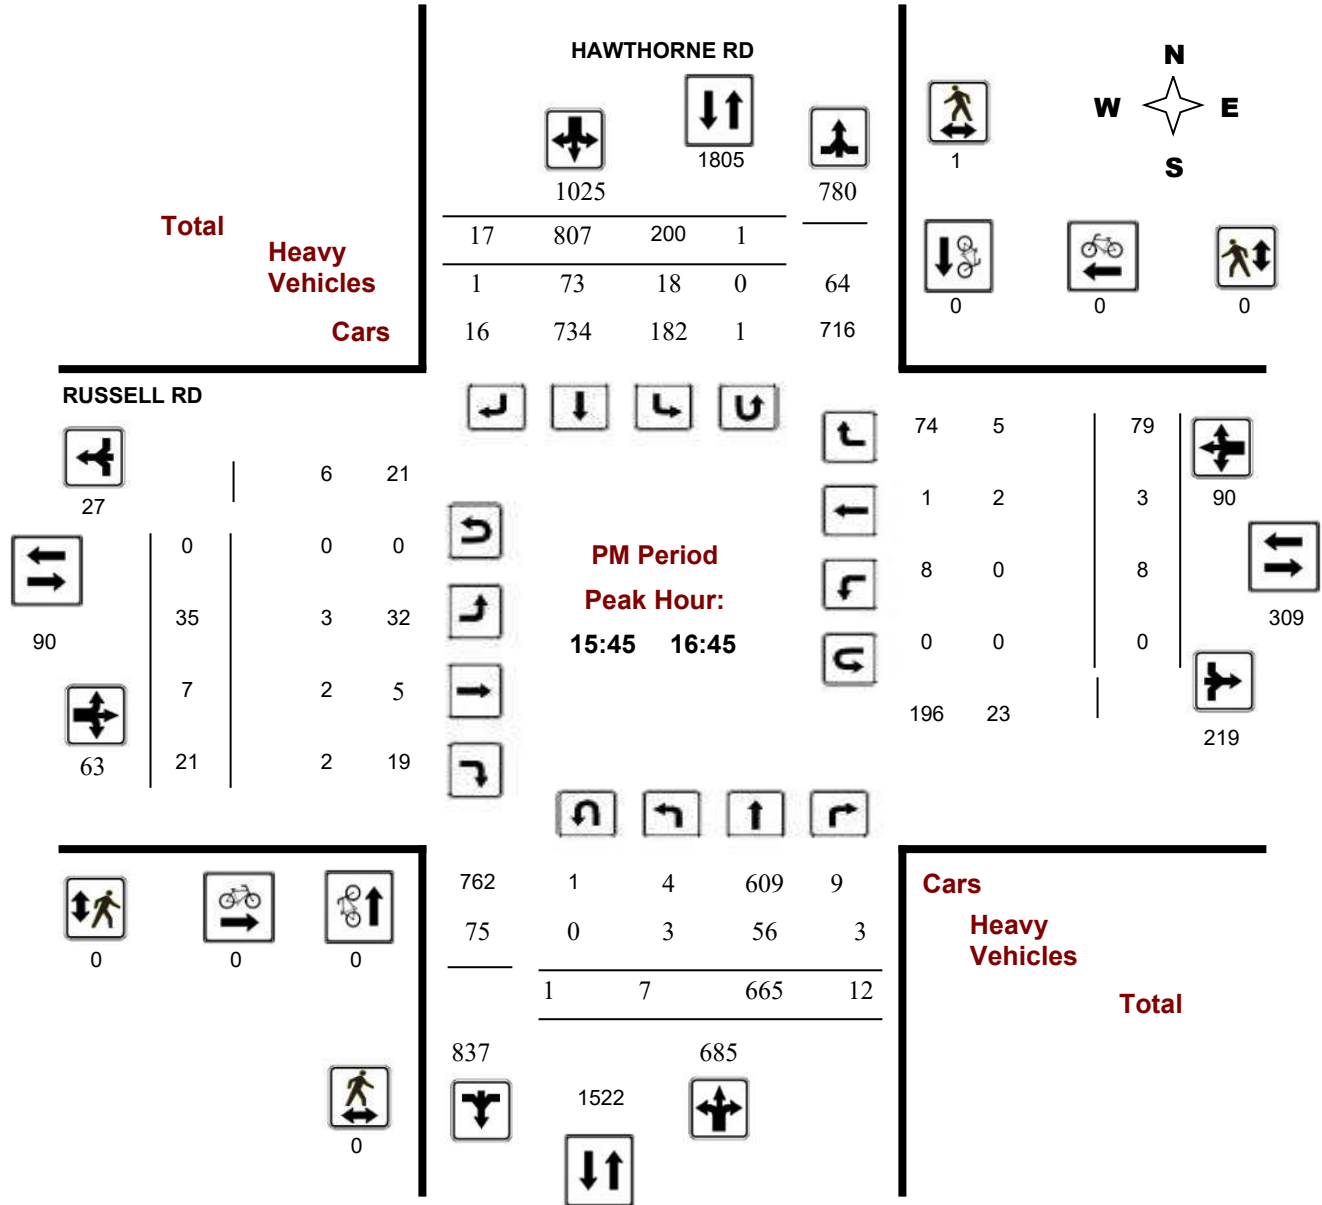 HAWTHORNE RD
N
W E
S
1805
1
1025 780
Total
17 807 200 1
Heavy
Vehicles
1 73 18 0 64
0 0 0
Cars
16 734 182 1 716
RUSSELL RD
74 5 79
6 21
27
1 2 3 90
0 0 0
PM Period
8 0 8
Peak Hour:
35 3 32
309
90
15:45 16:45
0 0 0
7 2 5
196 23
219
63 21 2 19
762 1 4 609 9
Cars
75 0 3 56 3
Heavy
Vehicles
0 0 0
1 7 665 12
Total
837 685
1522
0